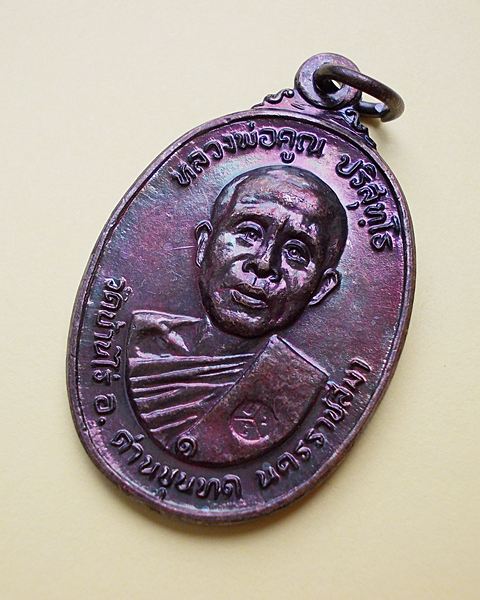 หลวงพ่อคูณ ปริสุทฺโธ
๑
วัดบ้านไร่ อ. ด่านขุนทด นครราชสีมา